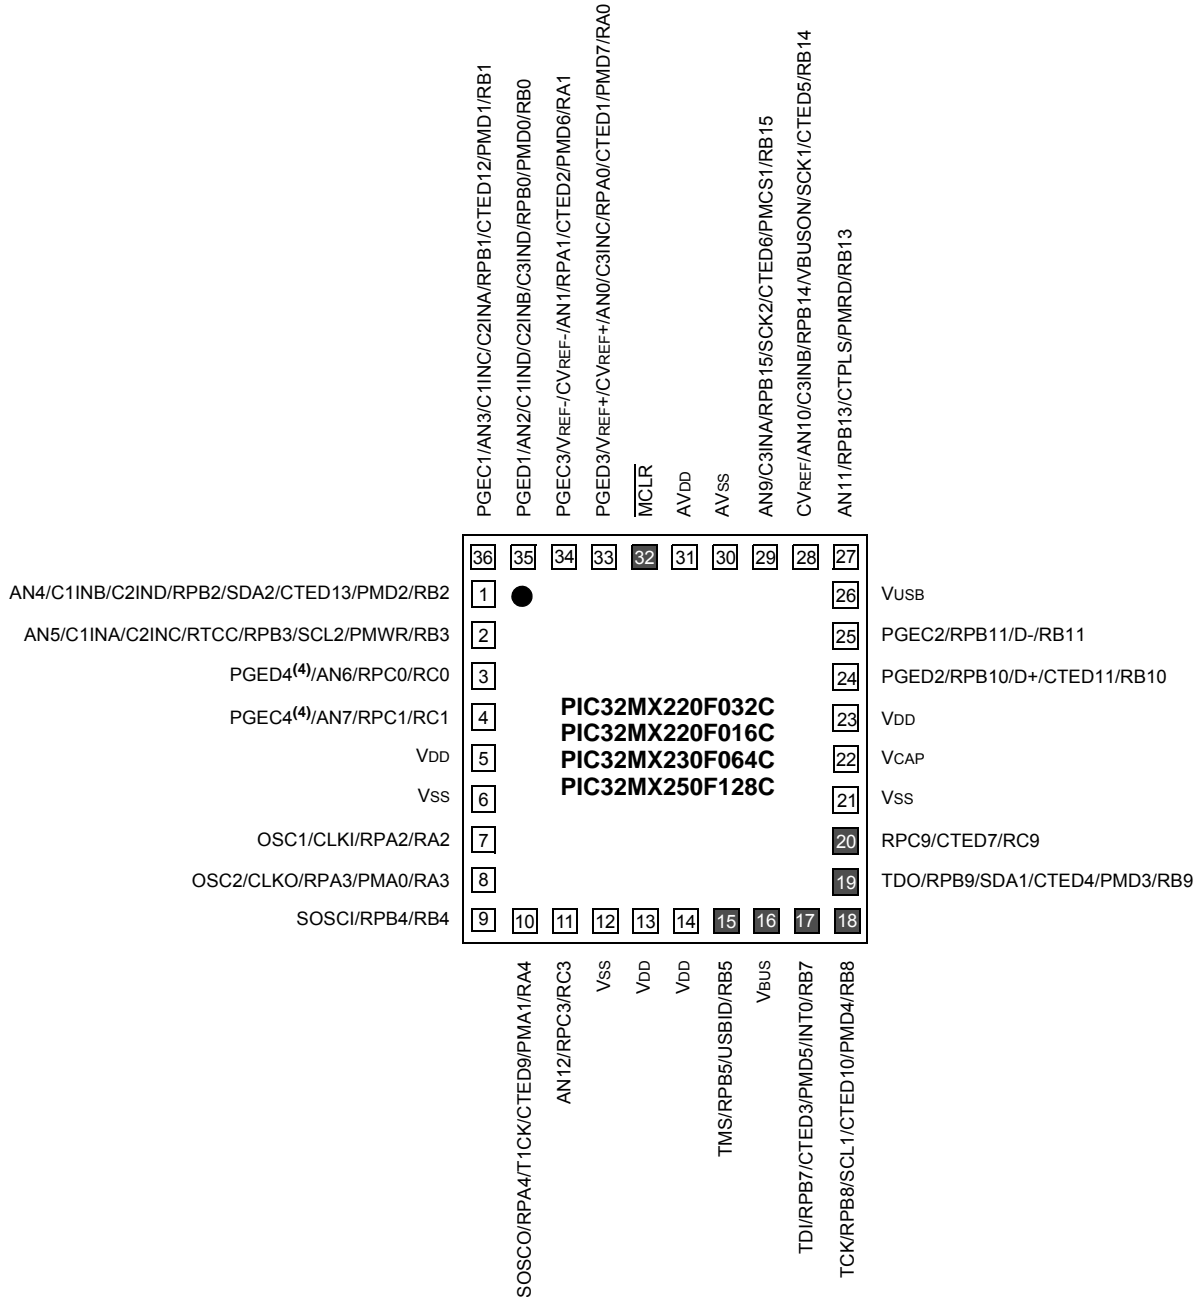 PGEC1/AN3/C1INC/C2INA/RPB1/CTED12/PMD1/RB1
PGED1/AN2/C1IND/C2INB/C3IND/RPB0/PMD0/RB0
PGEC3/VREF-/CVREF-/AN1/RPA1/CTED2/PMD6/RA1
PGED3/VREF+/CVREF+/AN0/C3INC/RPA0/CTED1/PMD7/RA0
MCLR
AVDD
AVSS
AN9/C3INA/RPB15/SCK2/CTED6/PMCS1/RB15
CVREF/AN10/C3INB/RPB14/VBUSON/SCK1/CTED5/RB14
AN11/RPB13/CTPLS/PMRD/RB13
36 35 34 33 32 31 30 29 28 27
AN4/C1INB/C2IND/RPB2/SDA2/CTED13/PMD2/RB2 1
AN5/C1INA/C2INC/RTCC/RPB3/SCL2/PMWR/RB3 2
PGED4(4)/AN6/RPC0/RC0 3
PGEC4(4)/AN7/RPC1/RC1 4
VDD 5
VSS 6
OSC1/CLKI/RPA2/RA2 7
OSC2/CLKO/RPA3/PMA0/RA3 8
SOSCI/RPB4/RB4 9
PIC32MX220F032C
PIC32MX220F016C
PIC32MX230F064C
PIC32MX250F128C
26 VUSB
25 PGEC2/RPB11/D-/RB11
24 PGED2/RPB10/D+/CTED11/RB10
23 VDD
22 VCAP
21 VSS
20 RPC9/CTED7/RC9
19 TDO/RPB9/SDA1/CTED4/PMD3/RB9
10 11 12 13 14 15 16 17 18
SOSCO/RPA4/T1CK/CTED9/PMA1/RA4
AN12/RPC3/RC3
VSS
VDD
VDD
TMS/RPB5/USBID/RB5
VBUS
TDI/RPB7/CTED3/PMD5/INT0/RB7
TCK/RPB8/SCL1/CTED10/PMD4/RB8